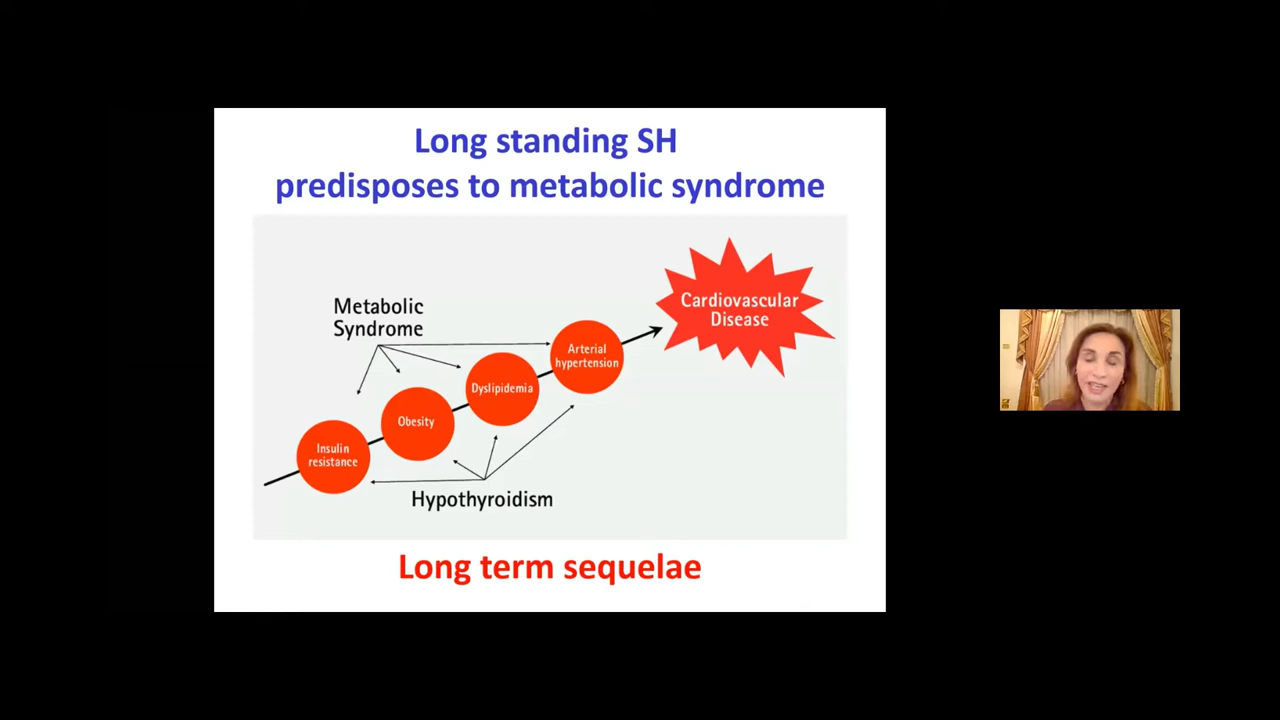 Long standing SH
predisposes to metabolic syndrome
Metabolic
Syndrome
Cardiovascular
Disease
Arterial
hypertension
Dyslipidemia
Obesity
Insulin
resistance
Hypothyroidism
Long term sequelae